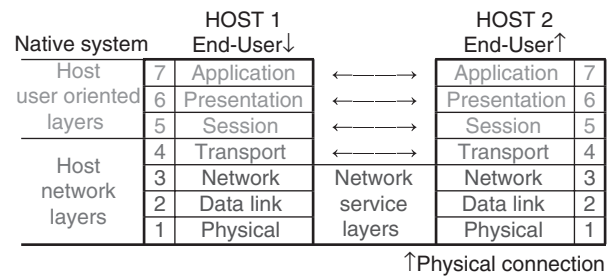 HOST 1 HOST 2
Native system End-User↓ End-User↑
Host 7 Application ←——→ Application 7
user oriented 6 Presentation ←——→ Presentation 6
layers 5 Session ←——→ Session 5
4 Transport ←——→ Transport 4
Host 3 Network Network Network 3
network 2 Data link service Data link 2
layers 1 Physical layers Physical 1
↑Physical connection